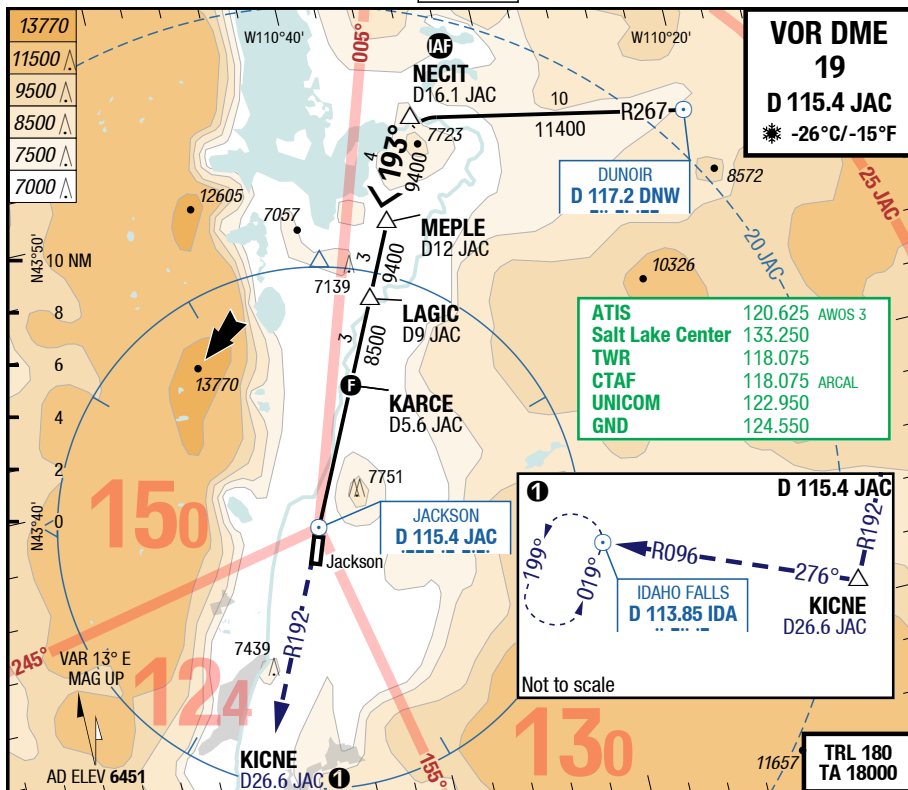 13770
11500
9500
8500
7500
7000
W110°40'
005°
IAF
NECIT
D16.1 JAC
W110°20'
VOR DME
19
D 115.4 JAC
-26°C/-15°F
10
R267
11400
7723
4
193°
9400
DUNOIR
D 117.2 DNW
8572
25 JAC
20 JAC
12605
7057
MEPLE
D12 JAC
N43°50'
10 NM
7139
3
9400
LAGIC
D9 JAC
10326
8
3
8500
6
13770
F
KARCE
D5.6 JAC
4
2
0
ATIS 120.625 AWOS 3
Salt Lake Center 133.250
TWR 118.075
CTAF 118.075 ARCAL
UNICOM 122.950
GND 124.550
7751
150
N43°40'
JACKSON
D 115.4 JAC
Jackson
1
D 115.4 JAC
R192
199°
019°
R096
276°
IDAHO FALLS
D 113.85 IDA
KICNE
D26.6 JAC
Not to scale
245°
VAR 13° E
MAG UP
7439
R192
124
130
155°
KICNE
D26.6 JAC 1
AD ELEV 6451
11657
TRL 180
TA 18000